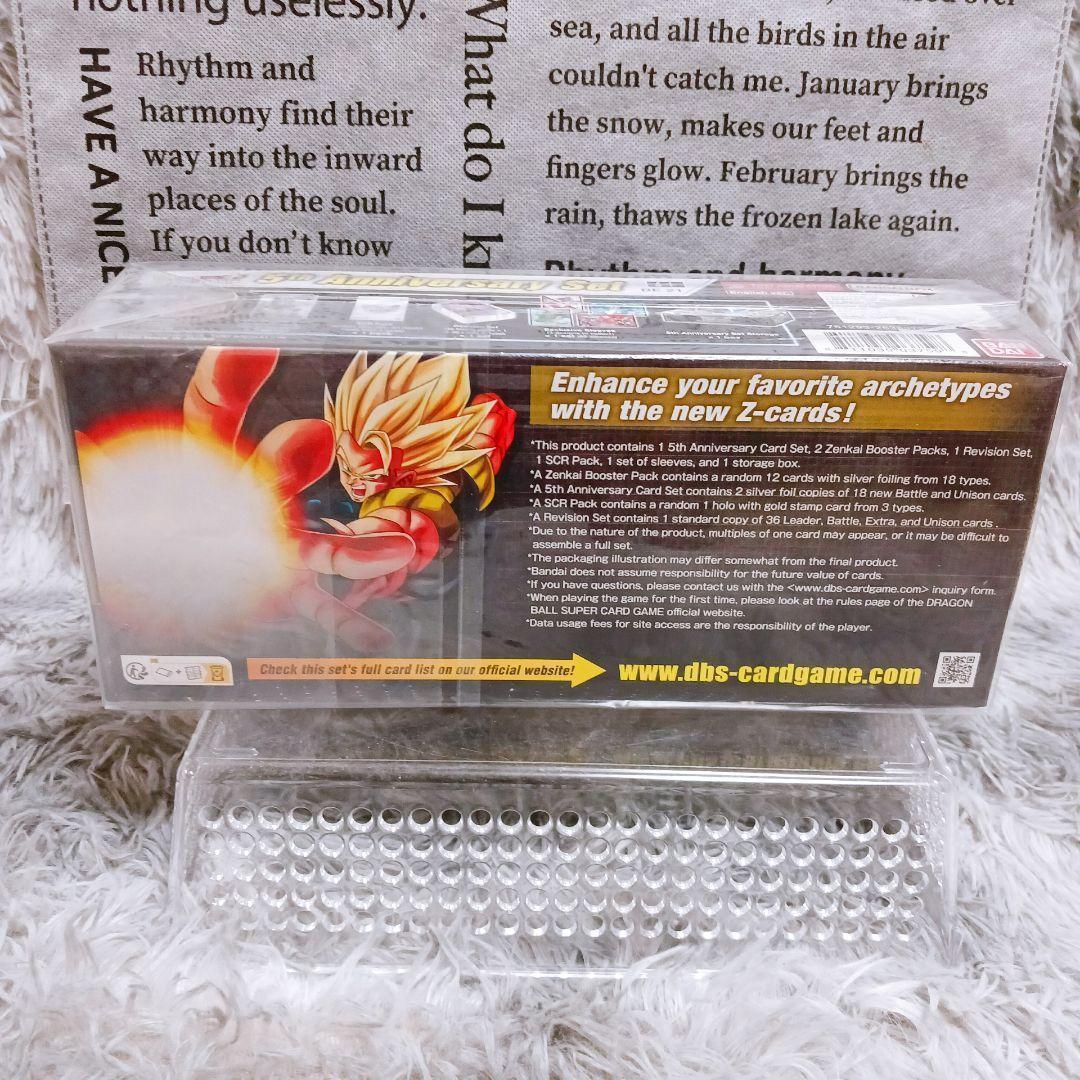 nothing uselessly.
HAVE A NICE
Rhythm and
harmony find their
way into the inward
places of the soul.
If you don't know
What do I kn
sea, and all the birds in the air
couldn't catch me. January brings
the snow, makes our feet and
fingers glow. February brings the
rain, thaws the frozen lake again.
Rhythm and harmony
5th Anniversary Set
BE 21
BAN
DAI
Enhance your favorite archetypes
with the new Z-cards!
*This product contains 1 5th Anniversary Card Set, 2 Zenkai Booster Packs, 1 Revision Set,
1 SCR Pack, 1 set of sleeves, and 1 storage box.
*A Zenkai Booster Pack contains a random 12 cards with silver foiling from 18 types.
*A 5th Anniversary Card Set contains 2 silver foil copies of 18 new Battle and Unison cards.
*A SCR Pack contains a random 1 holo with gold stamp card from 3 types.
*A Revision Set contains 1 standard copy of 36 Leader, Battle, Extra, and Unison cards.
*Due to the nature of the product, multiples of one card may appear, or it may be difficult to
assemble a full set.
*The packaging illustration may differ somewhat from the final product.
*Bandai does not assume responsibility for the future value of cards.
*If you have questions, please contact us with the <www.dbs-cardgame.com> inquiry form.
*When playing the game for the first time, please look at the rules page of the DRAGON
BALL SUPER CARD GAME official website.
*Data usage fees for site access are the responsibility of the player.
Check this set's full card list on our official website!
www.dbs-cardgame.com